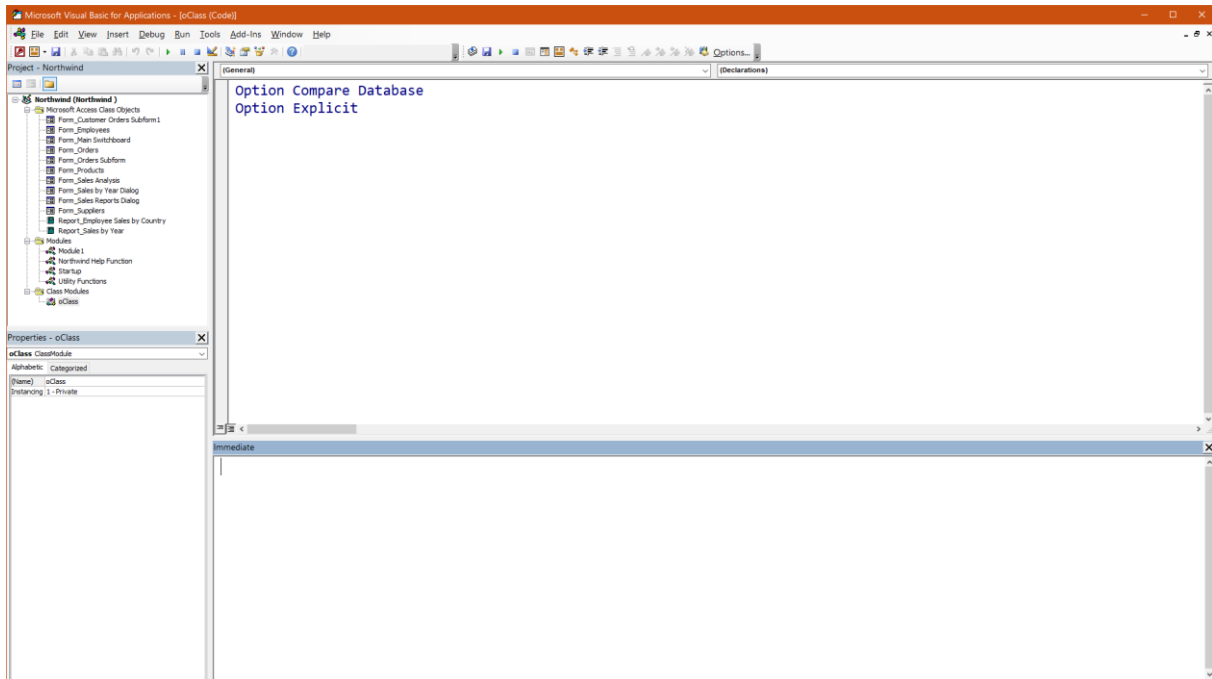 Microsoft Visual Basic for Applications - [oClass (Code)]
File Edit View Insert Debug Run Tools Add-Ins Window Help
Options...
Project - Northwind
(General)
(Declarations)
Northwind (Northwind )
Microsoft Access Class Objects
Form_Customer Orders Subform1
Form_Employees
Form_Main Switchboard
Form_Orders
Form_Orders Subform
Form_Products
Form_Sales Analysis
Form_Sales by Year Dialog
Form_Sales Reports Dialog
Form_Suppliers
Report_Employee Sales by Country
Report_Sales by Year
Modules
Module1
Northwind Help Function
Startup
Utility Functions
Class Modules
oClass
Option Compare Database
Option Explicit
Properties - oClass
oClass ClassModule
Alphabetic Categorized
(Name) oClass
Instancing 1 - Private
Immediate